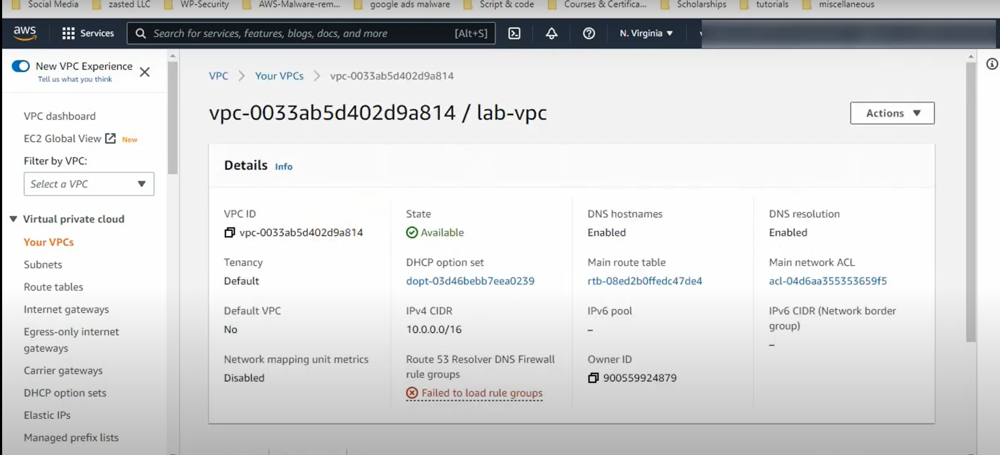 Social Media
zasted LLC
WP-Security
AWS-Malware-rem...
google ads malware
Script & code
Courses & Certifica...
Scholarships
tutorials
miscellaneous
aws
Services
Search for services, features, blogs, docs, and more
[Alt+S]
N. Virginia
New VPC Experience
Tell us what you think
VPC dashboard
EC2 Global View New
Filter by VPC:
Select a VPC
Virtual private cloud
Your VPCs
Subnets
Route tables
Internet gateways
Egress-only internet
gateways
Carrier gateways
DHCP option sets
Elastic IPs
Managed prefix lists
VPC > Your VPCs > vpc-0033ab5d402d9a814
vpc-0033ab5d402d9a814 / lab-vpc
Actions
Details Info
VPC ID
vpc-0033ab5d402d9a814
State
Available
DNS hostnames
Enabled
DNS resolution
Enabled
Tenancy
Default
DHCP option set
dopt-03d46bebb7eea0239
Main route table
rtb-08ed2b0ffedc47de4
Main network ACL
acl-04d6aa355353659f5
Default VPC
No
IPv4 CIDR
10.0.0.0/16
IPv6 pool
–
IPv6 CIDR (Network border
group)
–
Network mapping unit metrics
Disabled
Route 53 Resolver DNS Firewall
rule groups
Failed to load rule groups
Owner ID
900559924879